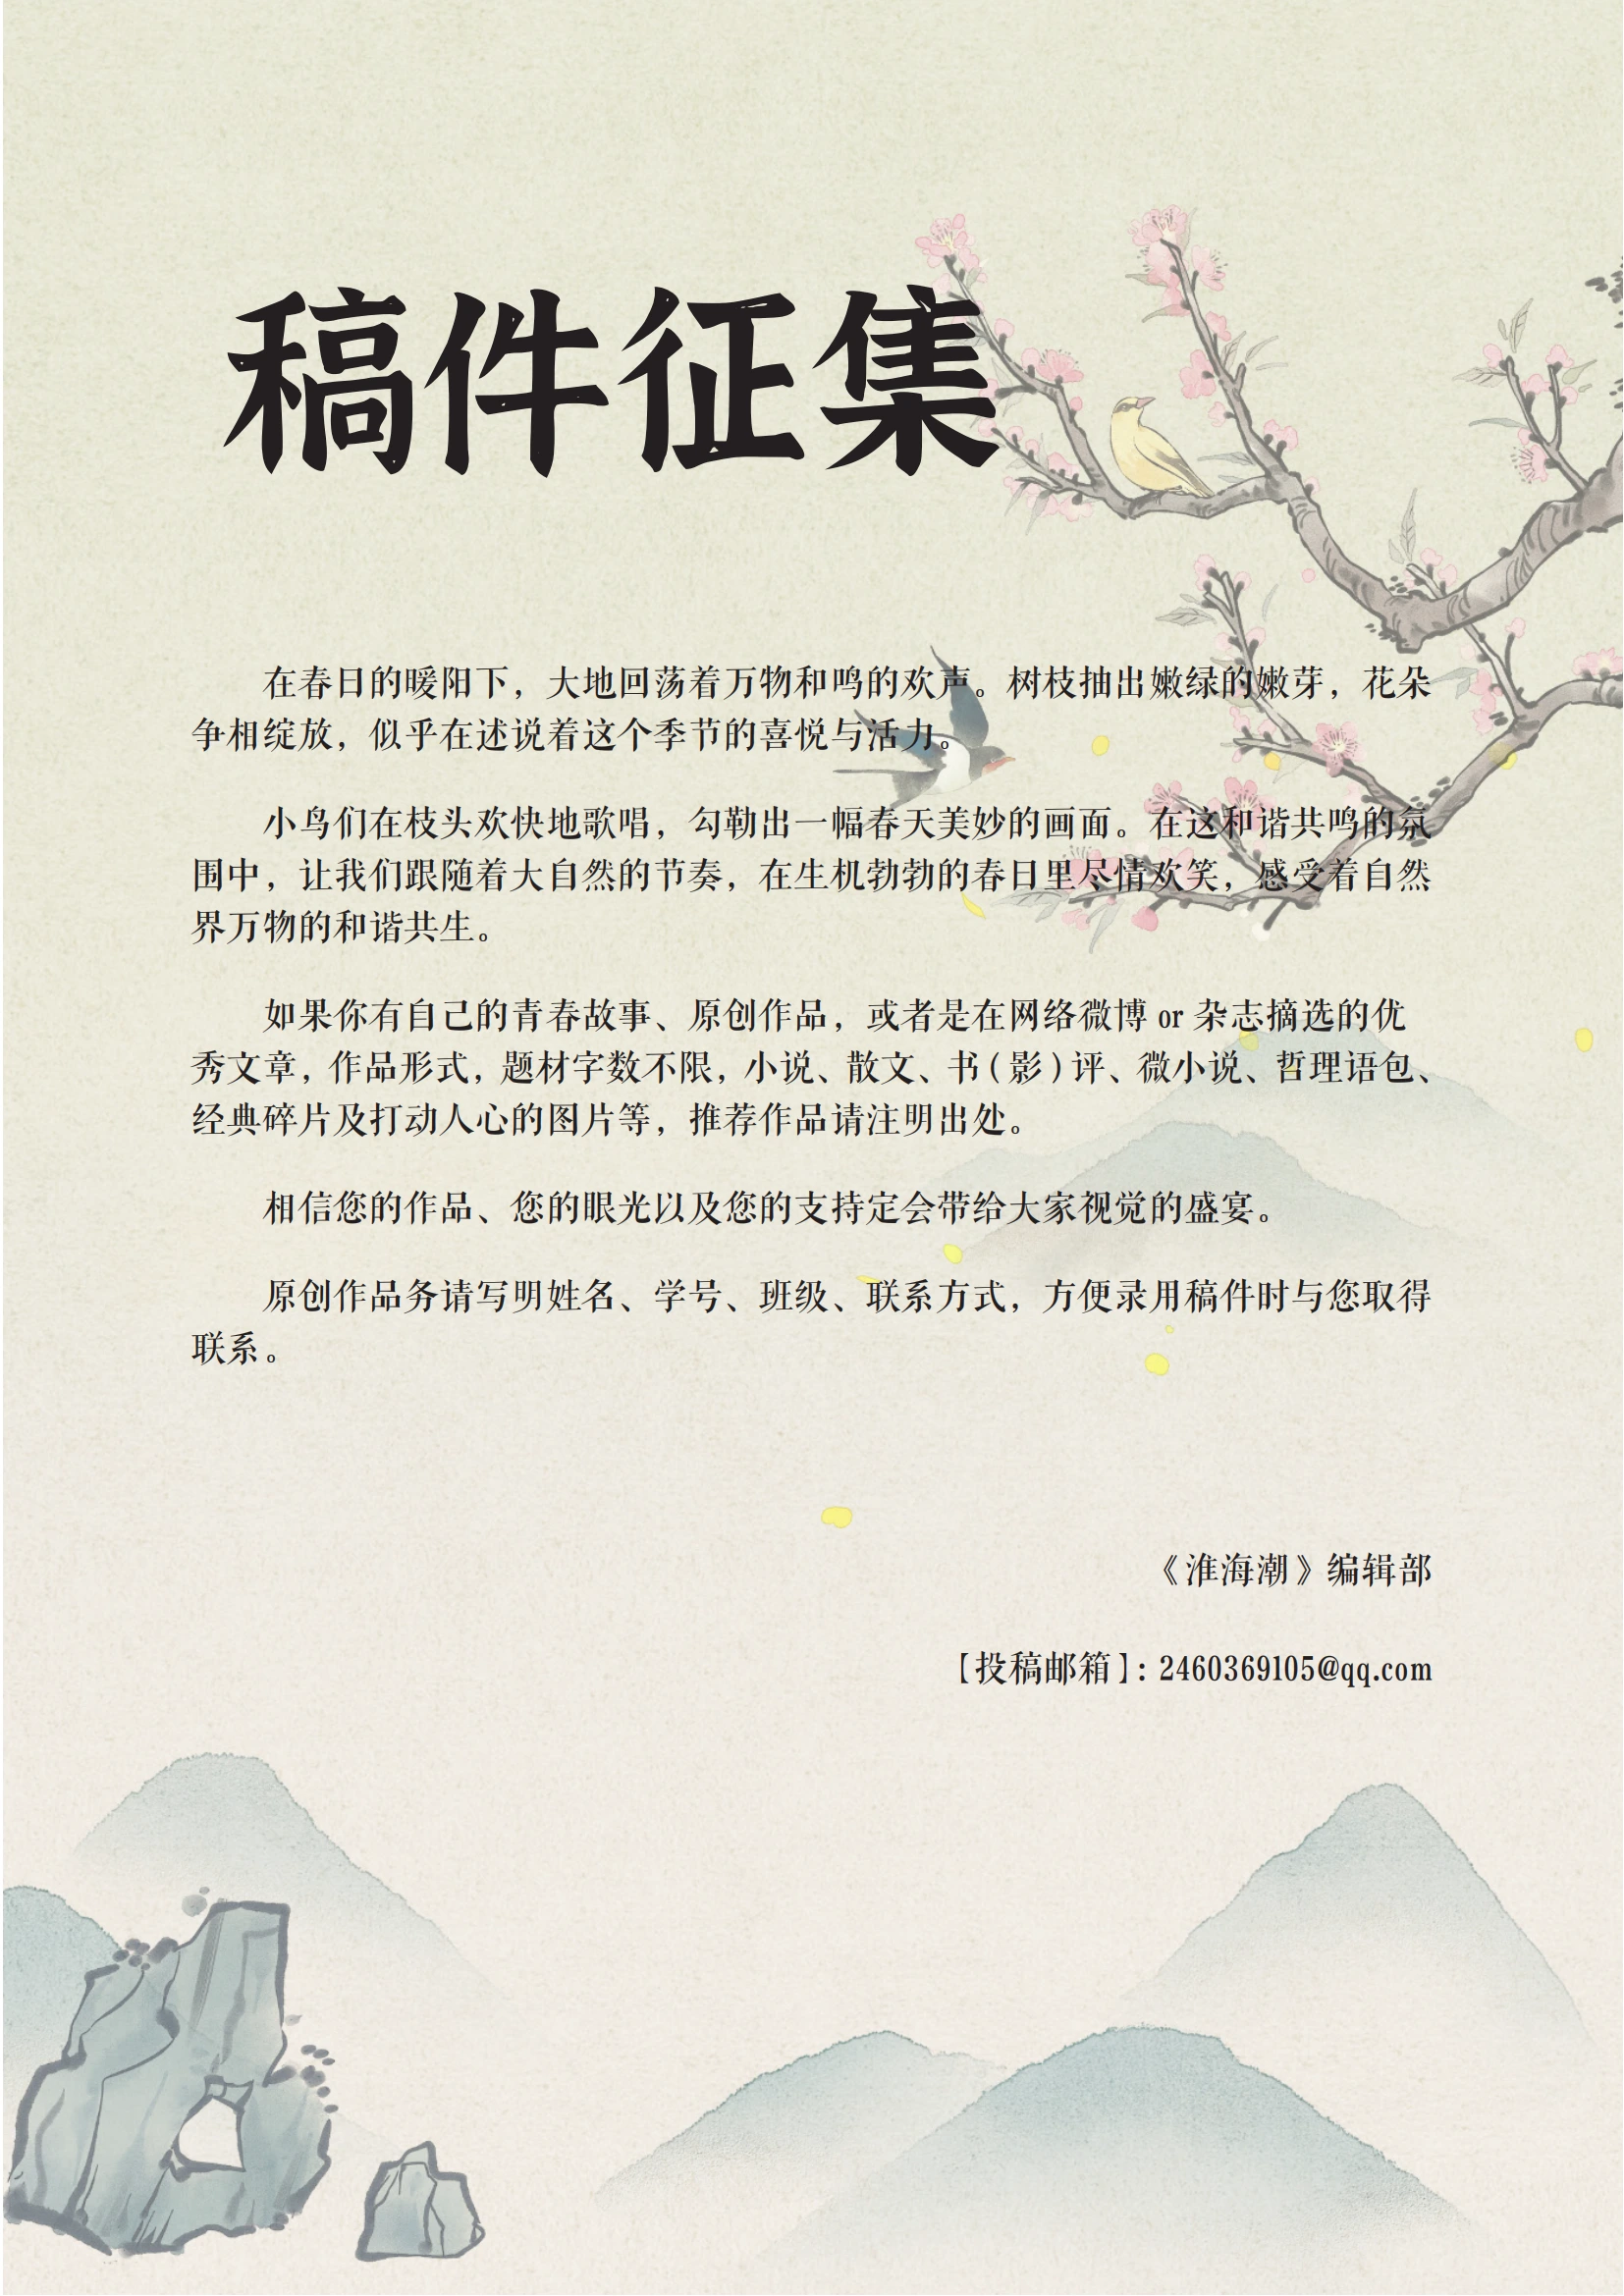 稿件征集
在春日的暖阳下，大地回荡着万物和鸣的欢声。树枝抽出嫩绿的嫩芽，花朵
争相绽放，似乎在述说着这个季节的喜悦与活力。
小鸟们在枝头欢快地歌唱，勾勒出一幅春天美妙的画面。在这和谐共鸣的氛
围中，让我们跟随着大自然的节奏，在生机勃勃的春日里尽情欢笑，感受着自然
界万物的和谐共生。
如果你有自己的青春故事、原创作品，或者是在网络微博 or 杂志摘选的优
秀文章，作品形式，题材字数不限，小说、散文、书（影）评、微小说、哲理语包、
经典碎片及打动人心的图片等，推荐作品请注明出处。
相信您的作品、您的眼光以及您的支持定会带给大家视觉的盛宴。
原创作品务请写明姓名、学号、班级、联系方式，方便录用稿件时与您取得
联系。
《淮海潮》编辑部
【投稿邮箱】：2460369105@qq.com